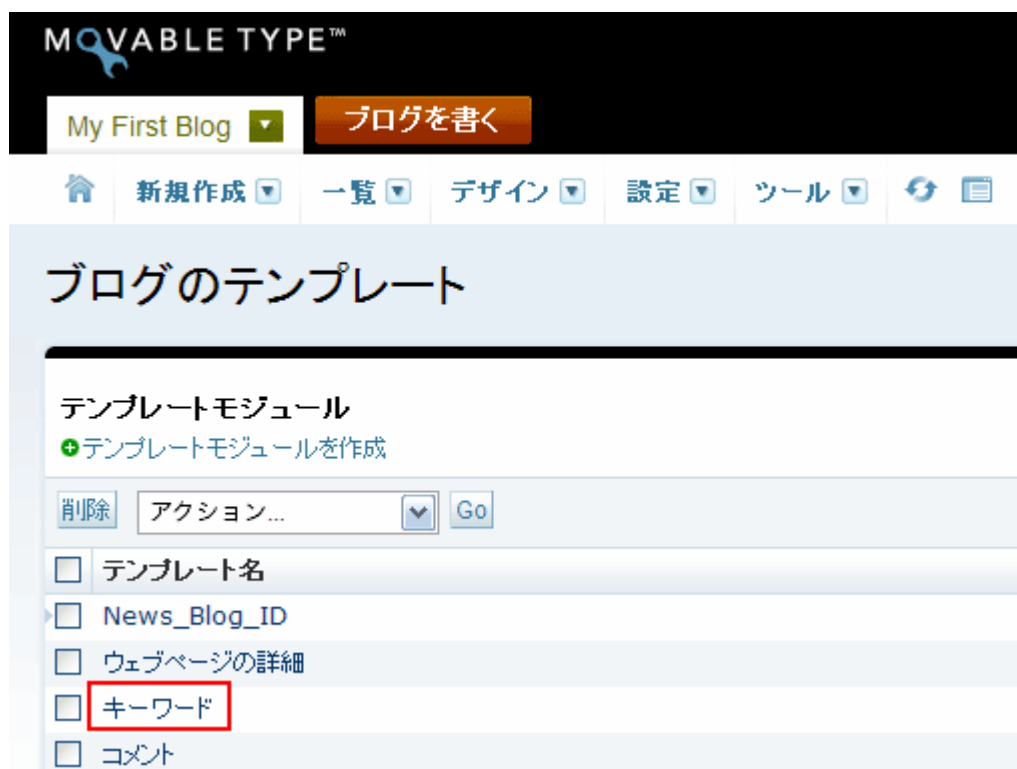 MOVABLE TYPE™
My First Blog ブログを書く
新規作成 一覧 デザイン 設定 ツール
ブログのテンプレート
テンプレートモジュール
テンプレートモジュールを作成
削除 アクション... Go
テンプレート名
News_Blog_ID
ウェブページの詳細
キーワード
コメント